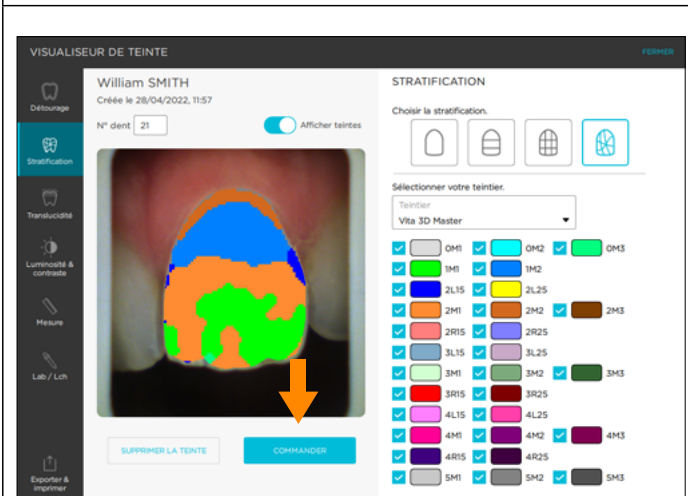 VISUALISEUR DE TEINTE
FERMER
Détourage
Stratification
Translucidité
Luminosité &
contraste
Mesure
Lab / Lch
Exporter &
imprimer
William SMITH
Créée le 28/04/2022, 11:57
N° dent 21
Afficher teintes
SUPPRIMER LA TEINTE
COMMANDER
STRATIFICATION
Choisir la stratification.
Sélectionner votre teintier.
Teintier
Vita 3D Master
0M1 0M2 0M3
1M1 1M2
2L15 2L25
2M1 2M2 2M3
2R15 2R25
3L15 3L25
3M1 3M2 3M3
3R15 3R25
4L15 4L25
4M1 4M2 4M3
4R15 4R25
5M1 5M2 5M3